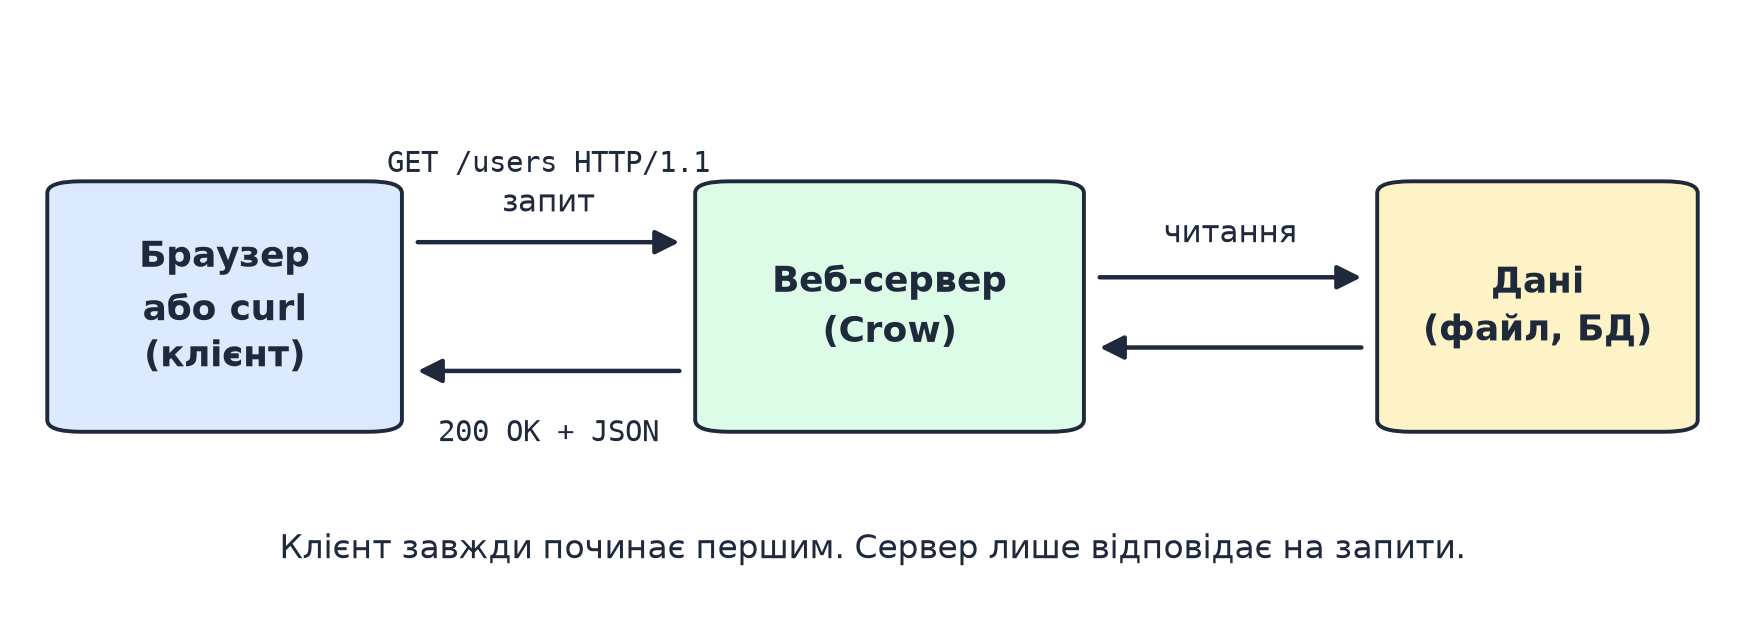 GET /users HTTP/1.1
запит
Браузер
або curl
(клієнт)
200 OK + JSON
Веб-сервер
(Crow)
читання
Дані
(файл, БД)
Клієнт завжди починає першим. Сервер лише відповідає на запити.